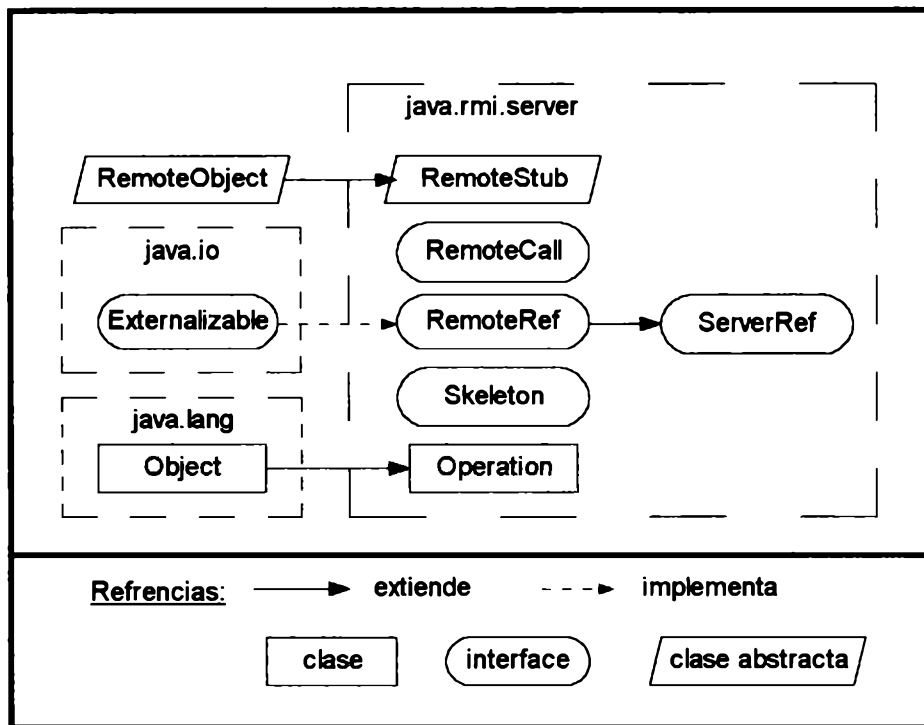 java.rmi.server
RemoteObject
RemoteStub
java.io
RemoteCall
Externalizable
RemoteRef
ServerRef
java.lang
Skeleton
Object
Operation
Refrencias:
extiende
implementa
clase
interface
clase abstracta